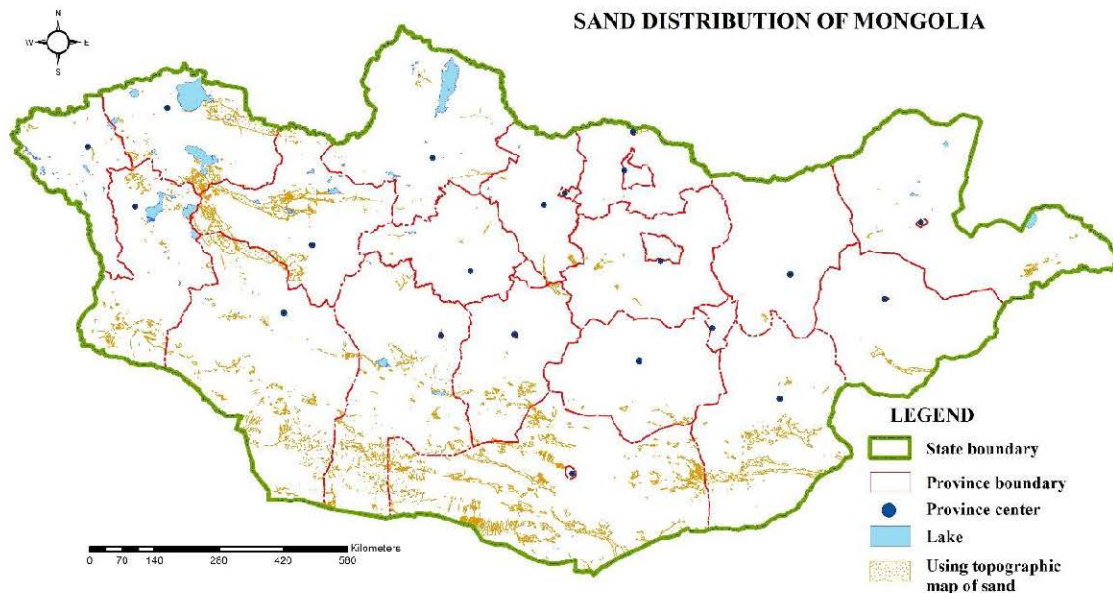 SAND DISTRIBUTION OF MONGOLIA
N
W E
S
LEGEND
State boundary
Province boundary
Province center
Lake
Using topographic
map of sand
Kilometers
0 70 140 280 420 560